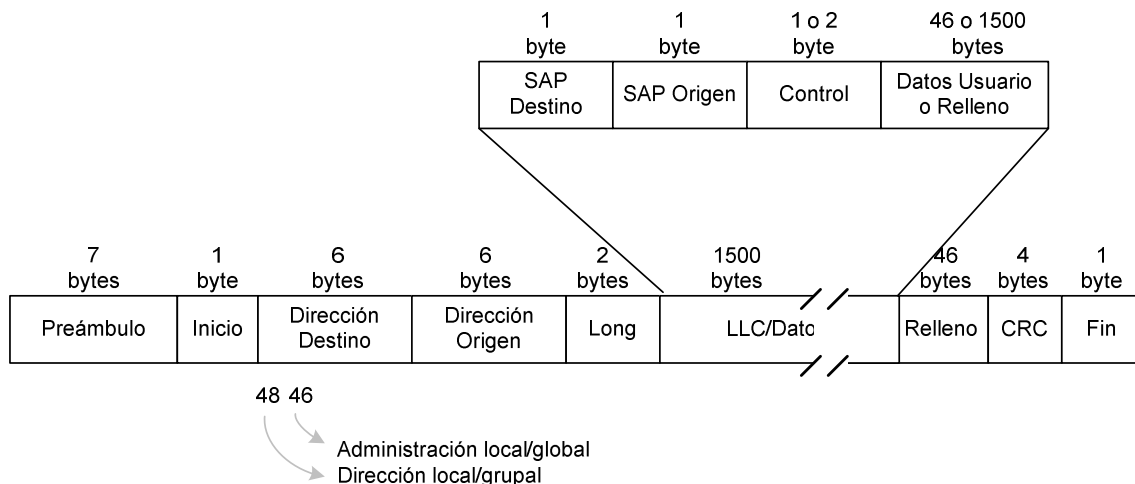 1 byte
1 byte
1 o 2 byte
46 o 1500 bytes
SAP Destino
SAP Origen
Control
Datos Usuario o Relleno
7 bytes
1 byte
6 bytes
6 bytes
2 bytes
1500 bytes
46 bytes
4 bytes
1 byte
Preámbulo
Inicio
Dirección Destino
Dirección Origen
Long
LLC/Dato
Relleno
CRC
Fin
48 46
Administración local/global
Dirección local/grupal